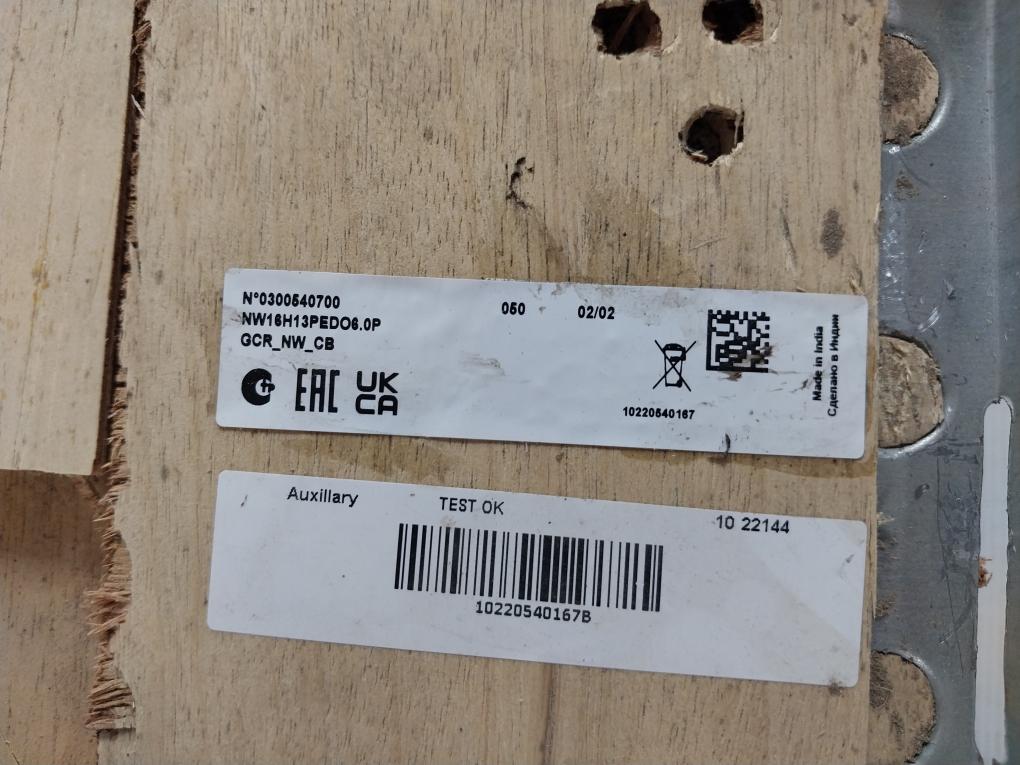 N°0300540700
050
02/02
NW16H13PEDO6.0P
GCR_NW_CB
EAC
UK
CA
10220540167
Made in India
Сделано в Индии
Auxillary
TEST OK
10 22144
10220540167B